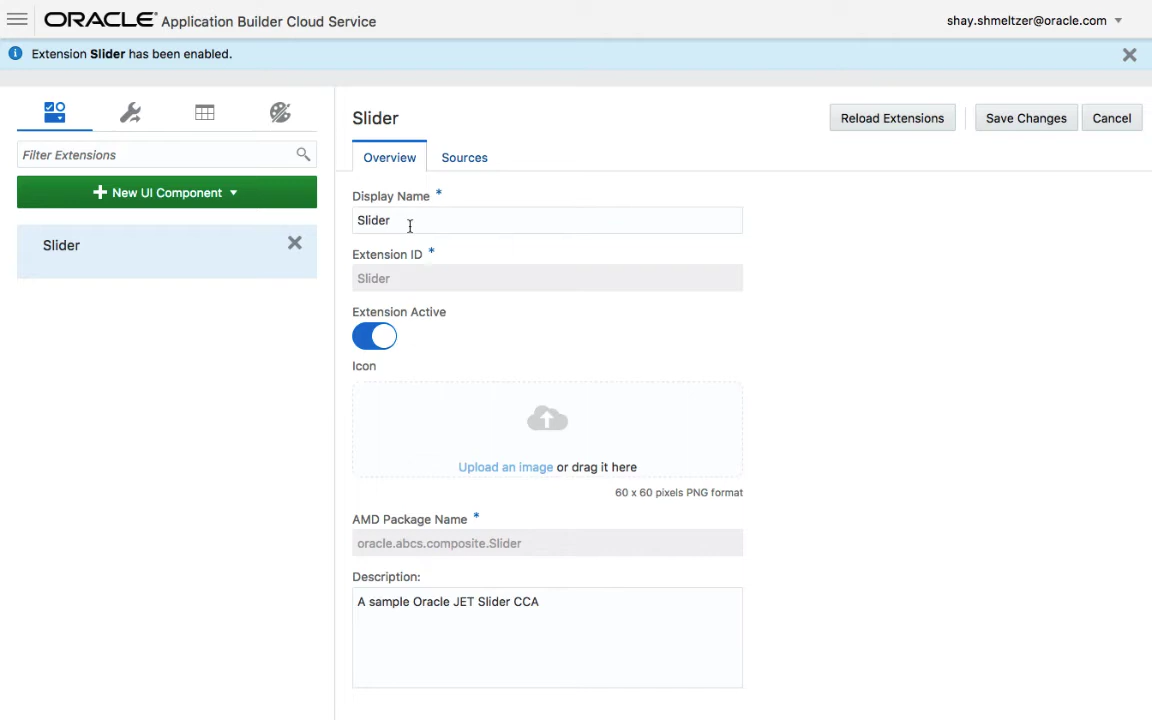 ORACLE® Application Builder Cloud Service
shay.shmeltzer@oracle.com
Extension Slider has been enabled.
Filter Extensions
New UI Component
Slider
Slider
Reload Extensions
Save Changes
Cancel
Overview
Sources
Display Name *
Slider
Extension ID *
Slider
Extension Active
Icon
Upload an image or drag it here
60 x 60 pixels PNG format
AMD Package Name *
oracle.abcs.composite.Slider
Description:
A sample Oracle JET Slider CCA